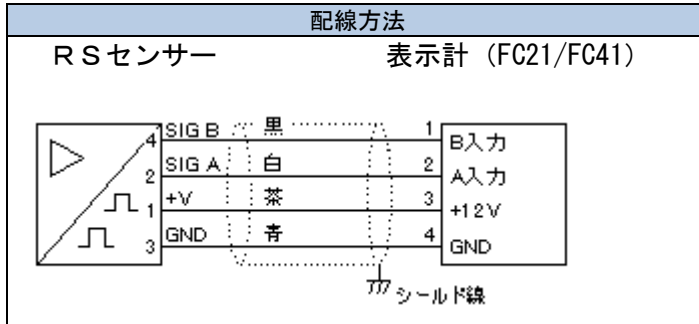 配線方法
ＲＳセンサー 表示計（FC21/FC41）
4 SIG B 黒 1 B入力
2 SIG A 白 2 A入力
1 +V 茶 3 +12V
3 GND 青 4 GND
シールド線